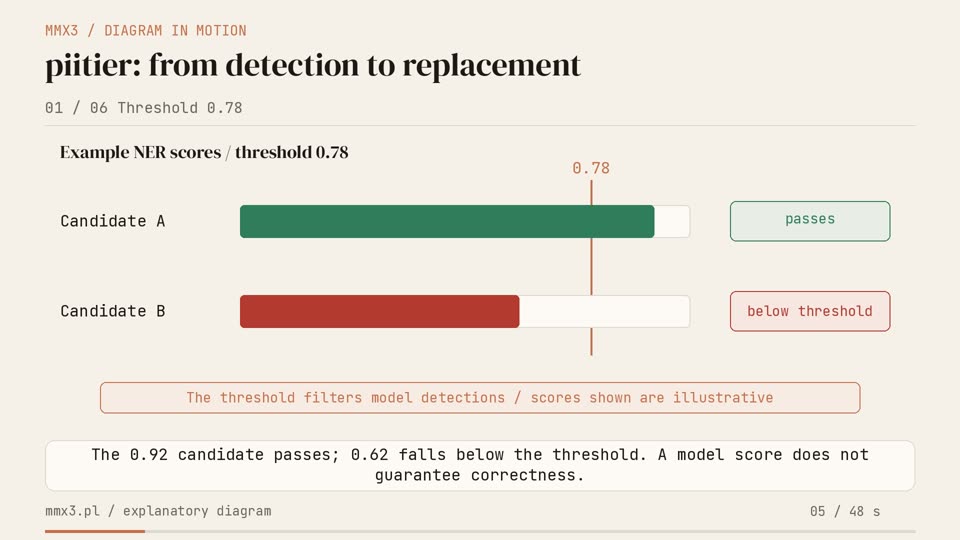 MMX3 / DIAGRAM IN MOTION
piitier: from detection to replacement
01 / 06 Threshold 0.78
Example NER scores / threshold 0.78
0.78
Candidate A
passes
Candidate B
below threshold
The threshold filters model detections / scores shown are illustrative
The 0.92 candidate passes; 0.62 falls below the threshold. A model score does not
guarantee correctness.
mmx3.pl / explanatory diagram
05 / 48 s